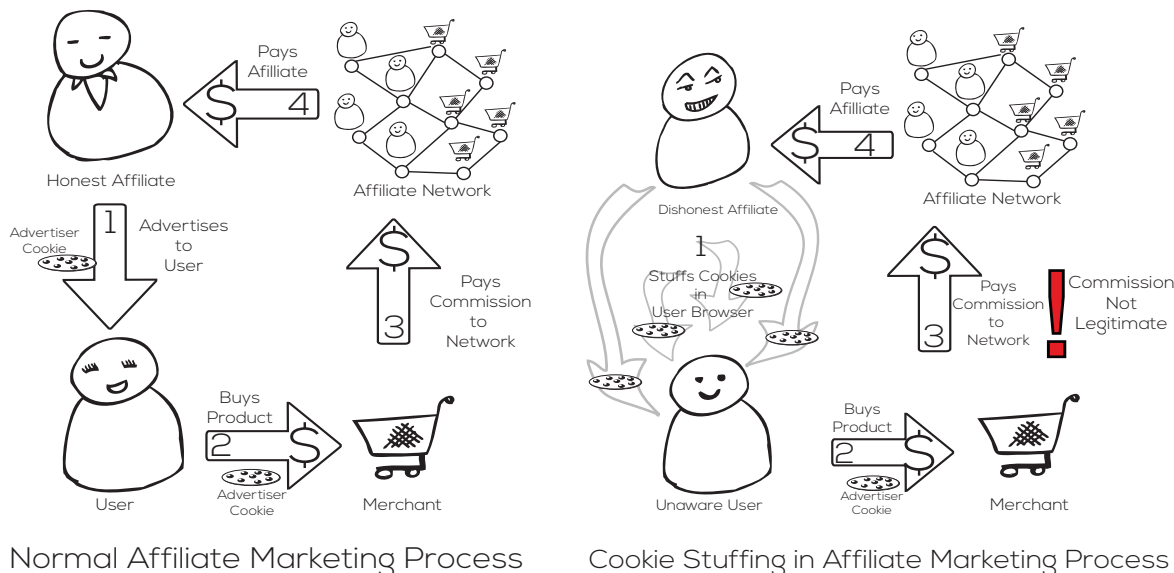 Pays
Afilliate
$ 4
Honest Affiliate
Affiliate Network
1
Advertises
to
User
Advertiser
Cookie
$
3
Pays
Commission
to
Network
Buys
Product
2 $
Advertiser
Cookie
User
Merchant
Normal Affiliate Marketing Process
Pays
Afilliate
$ 4
Dishonest Affiliate
Affiliate Network
1
Stuffs Cookies
in
User Browser
$
3
Pays
Commission
to
Network
!
Commission
Not
Legitimate
Buys
Product
2 $
Advertiser
Cookie
Unaware User
Merchant
Cookie Stuffing in Affiliate Marketing Process